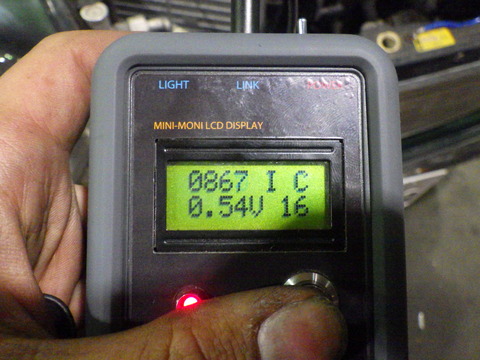 LIGHT LINK
MINI-MONI LCD DISPLAY
0867 I C
0.54V 16